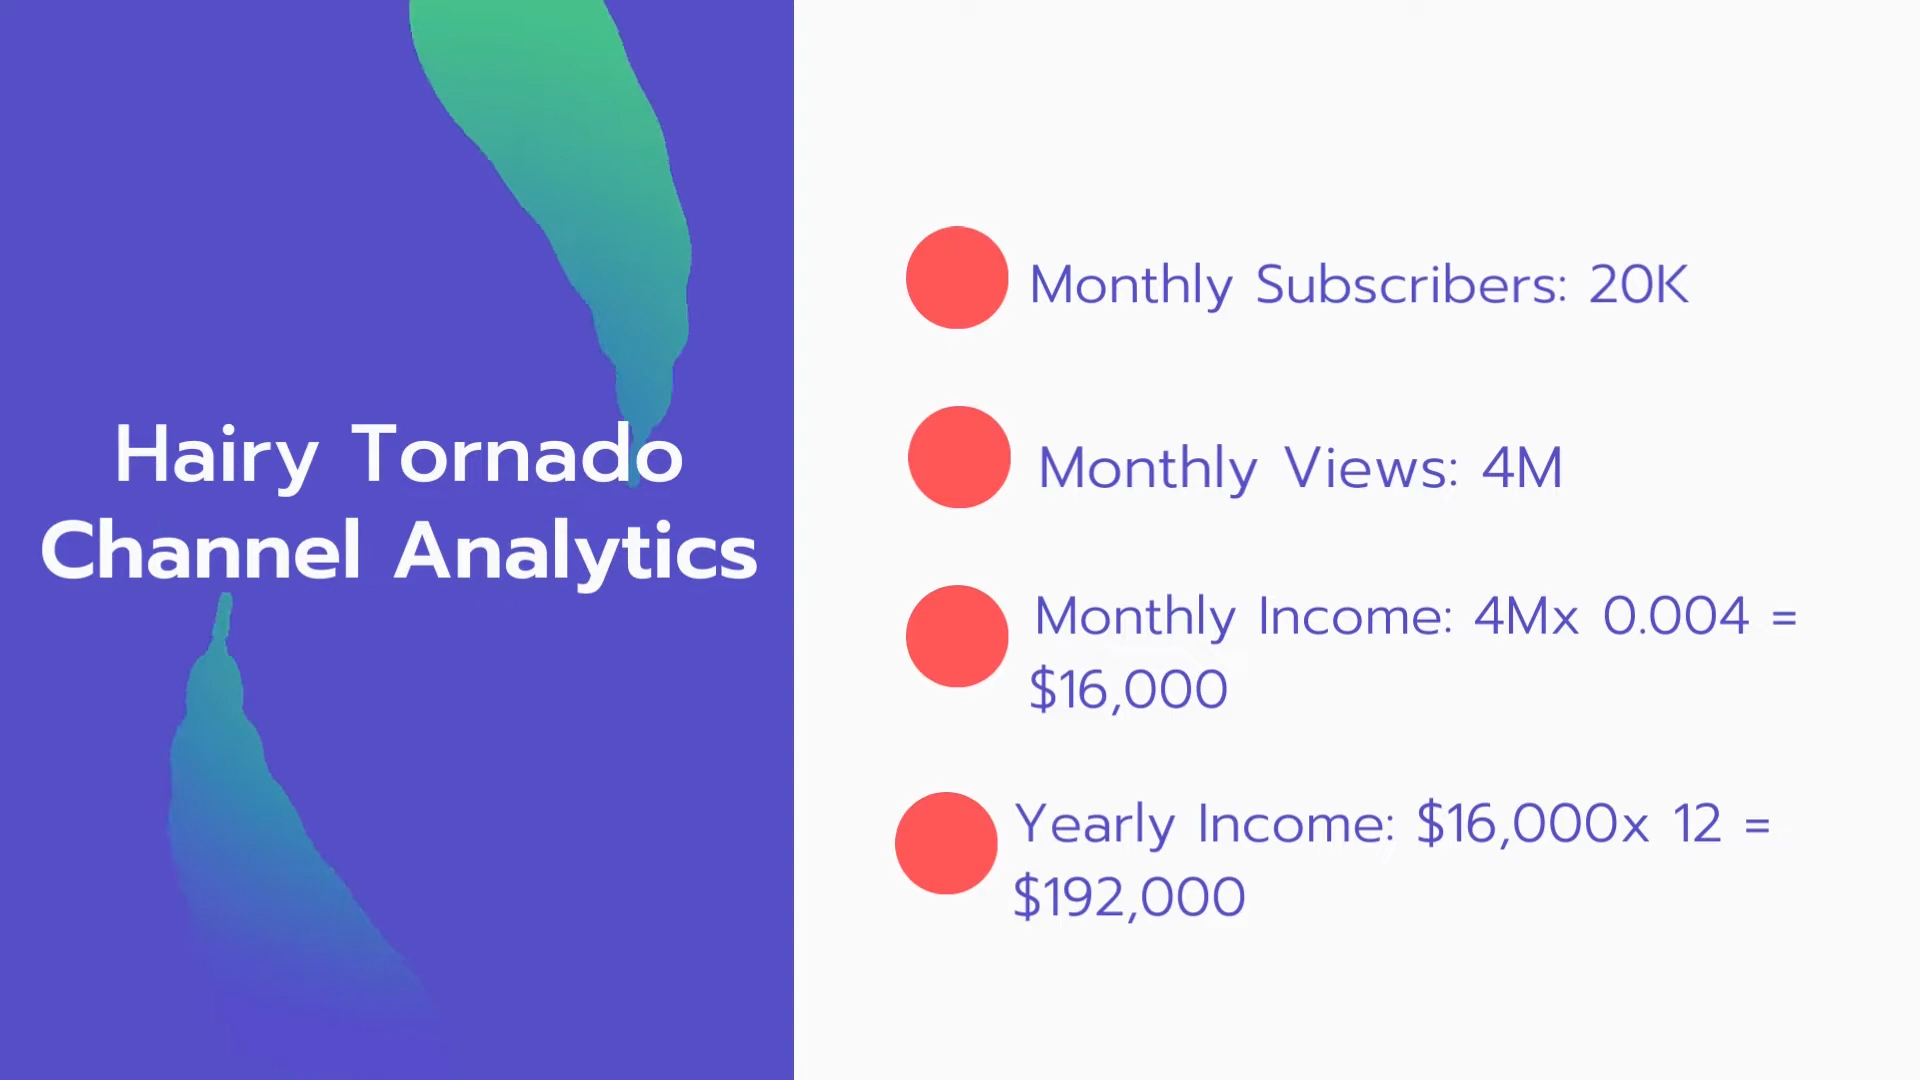 Hairy Tornado
Channel Analytics
Monthly Subscribers: 20K
Monthly Views: 4M
Monthly Income: 4Mx 0.004 =
$16,000
Yearly Income: $16,000x 12 =
$192,000